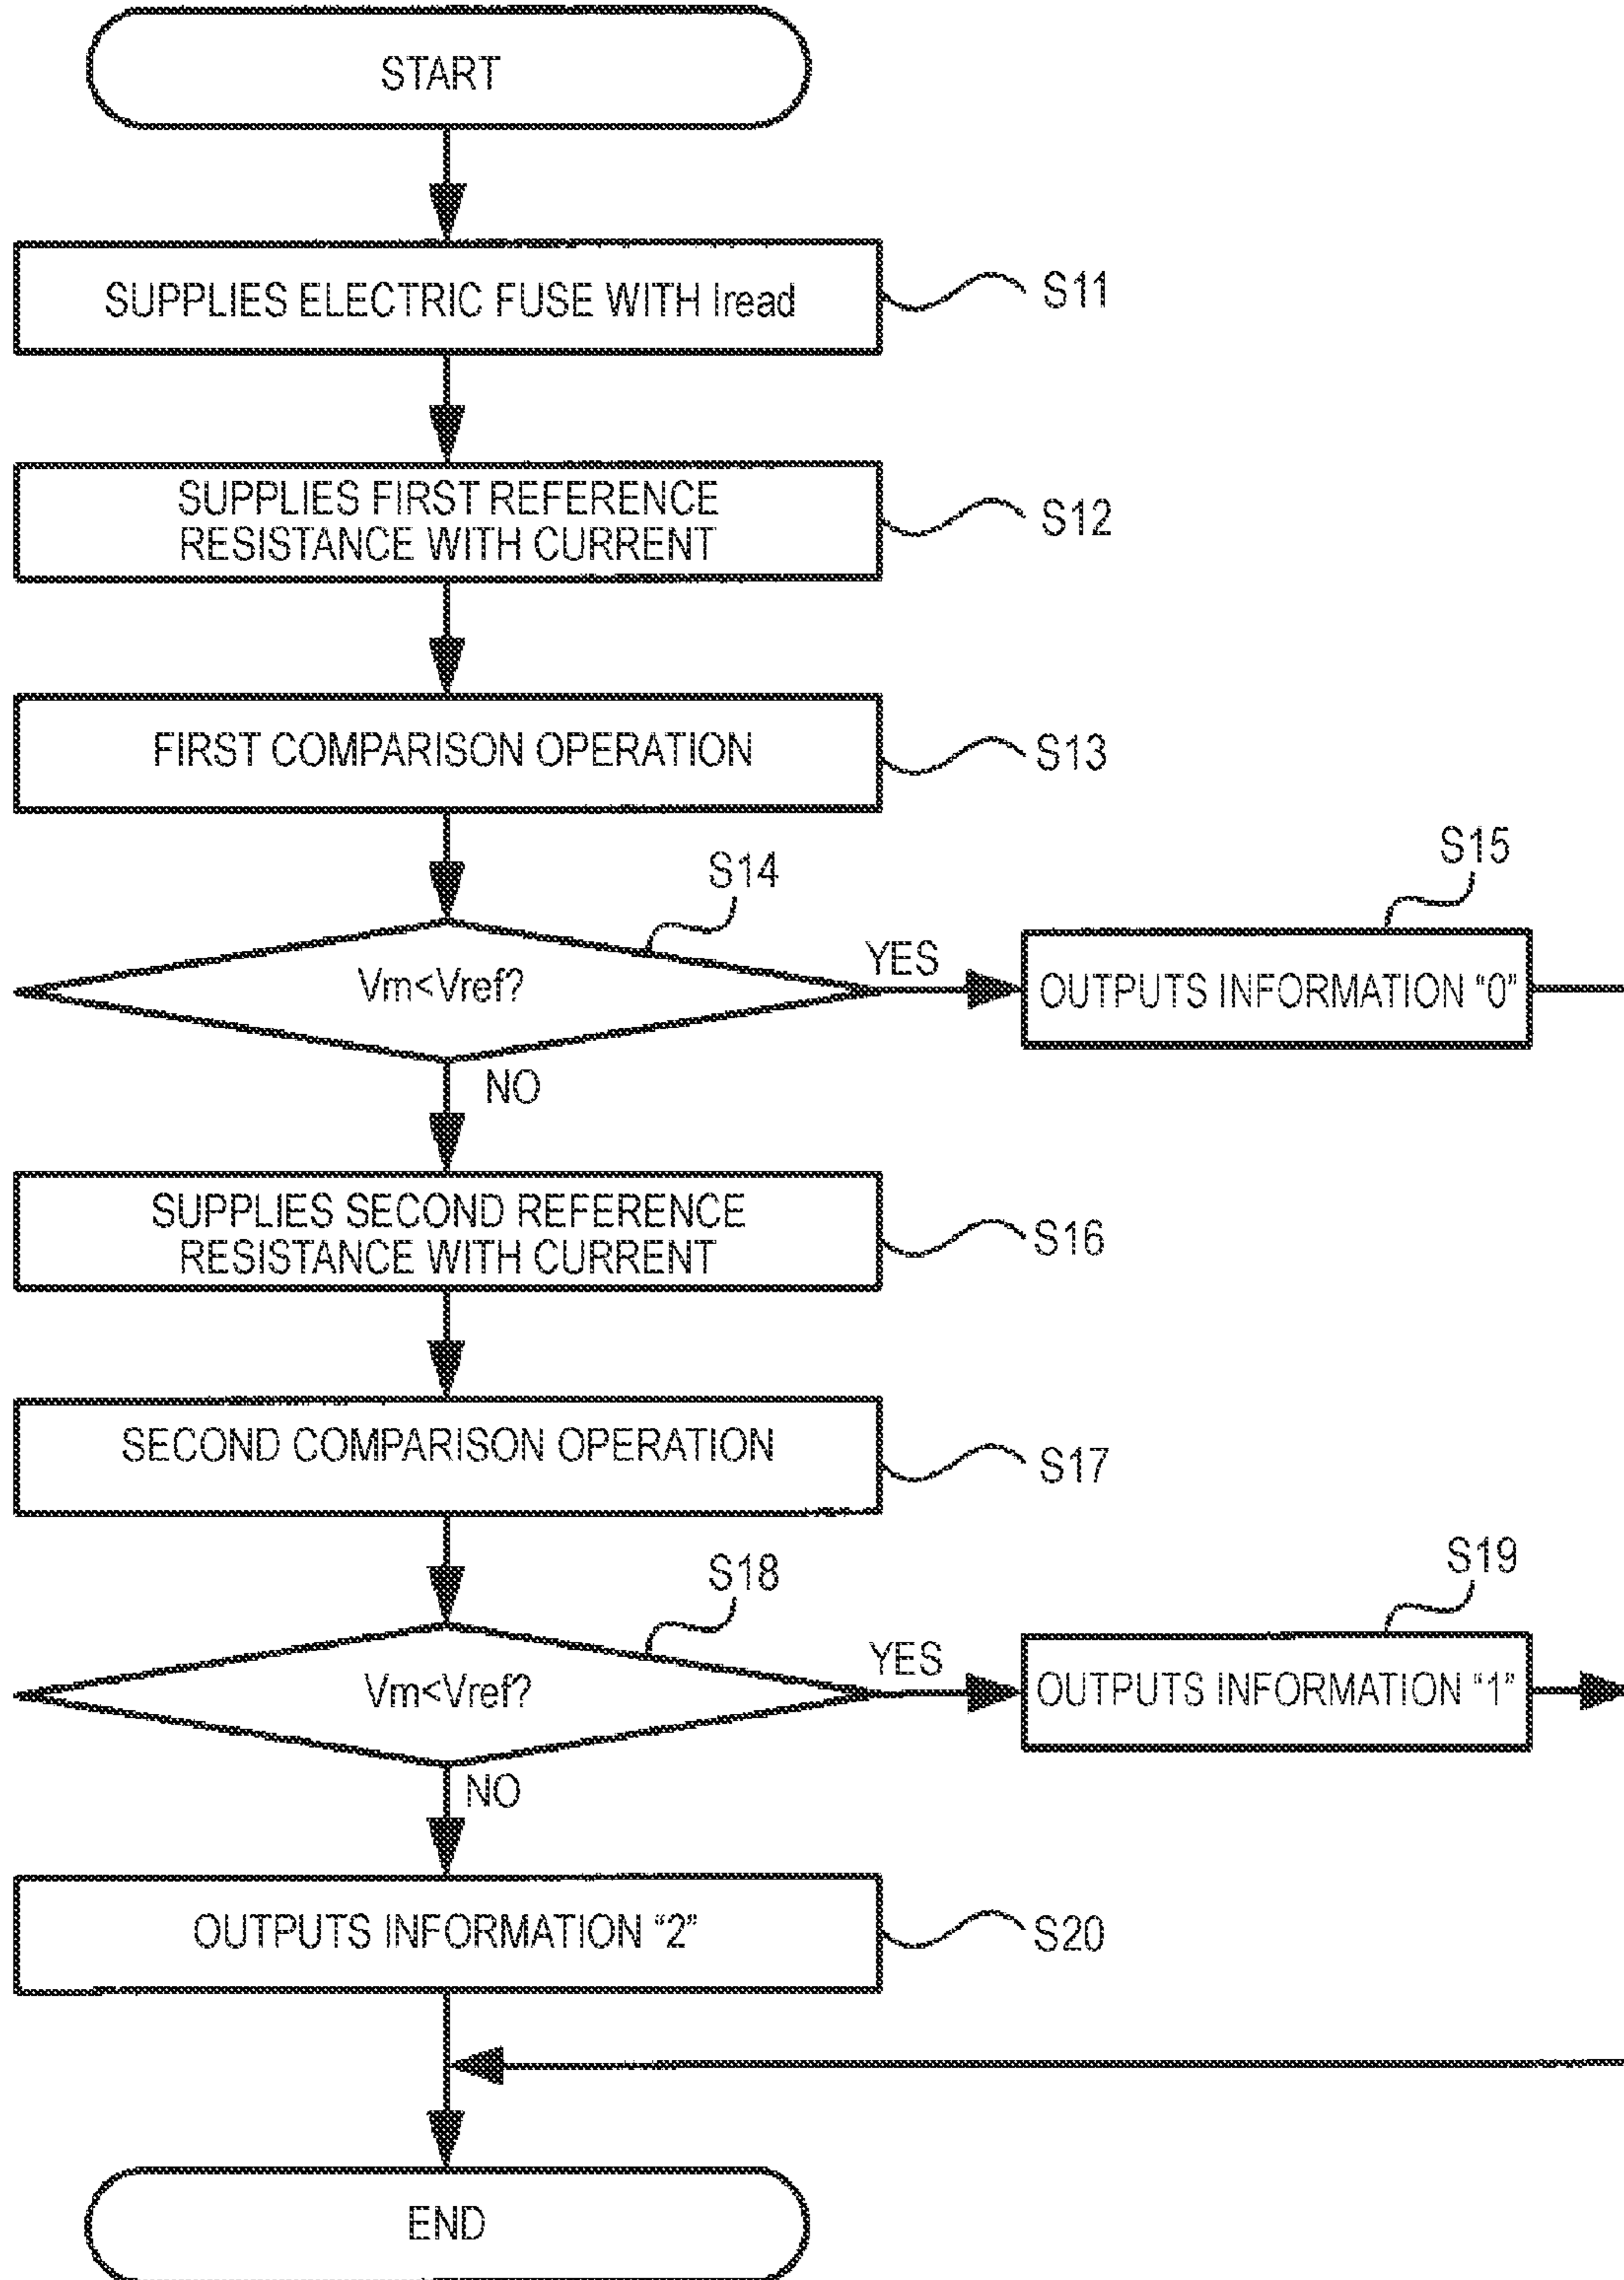 START
SUPPLIES ELECTRIC FUSE WITH Iread
S11
SUPPLIES FIRST REFERENCE
RESISTANCE WITH CURRENT
S12
FIRST COMPARISON OPERATION
S13
S14
Vm<Vref?
YES
S15
OUTPUTS INFORMATION “0”
NO
SUPPLIES SECOND REFERENCE
RESISTANCE WITH CURRENT
S16
SECOND COMPARISON OPERATION
S17
S18
Vm<Vref?
YES
S19
OUTPUTS INFORMATION “1”
NO
OUTPUTS INFORMATION “2”
S20
END